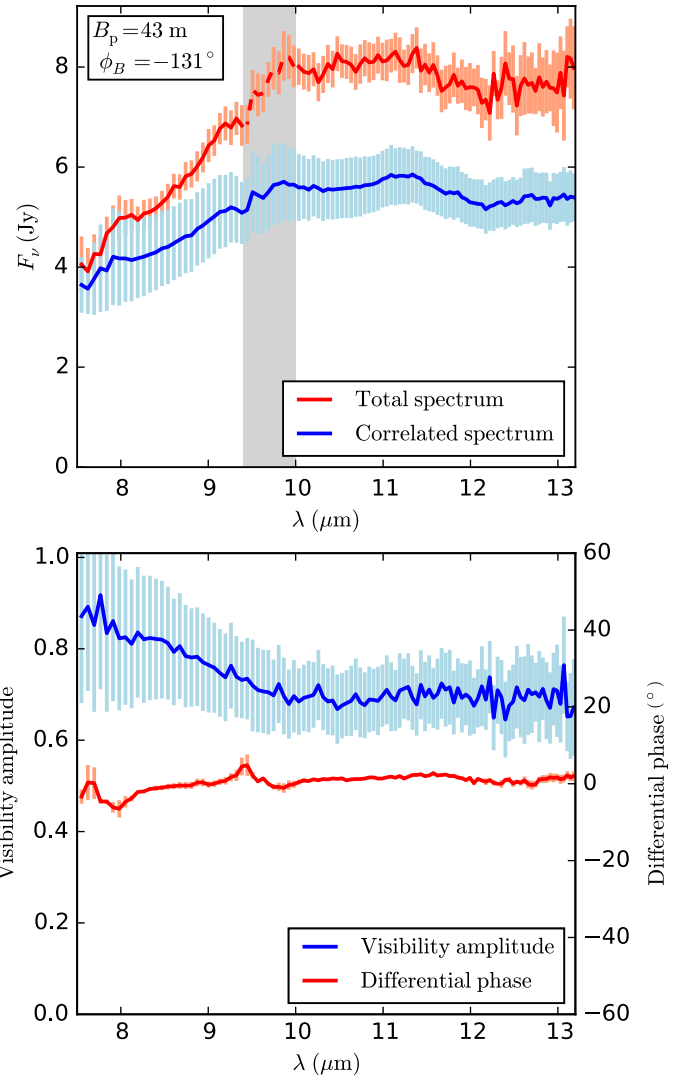 B_p = 43 m
ϕ_B = −131°
8
6
4
2
0
F_ν (Jy)
Total spectrum
Correlated spectrum
8 9 10 11 12 13
λ (μm)
1.0
0.8
0.6
0.4
0.2
0.0
Visibility amplitude
60
40
20
0
−20
−40
−60
Differential phase (°)
Visibility amplitude
Differential phase
8 9 10 11 12 13
λ (μm)